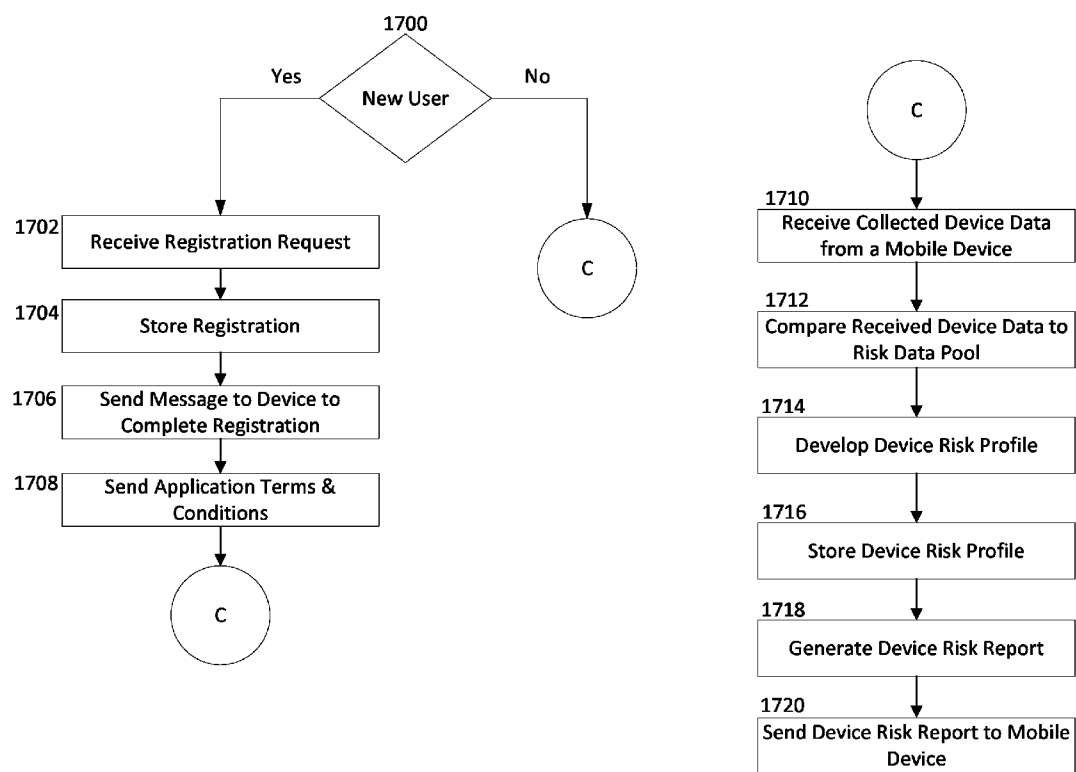 1700
Yes
No
New User
1702
Receive Registration Request
1704
Store Registration
1706
Send Message to Device to
Complete Registration
1708
Send Application Terms &
Conditions
C
C
C
1710
Receive Collected Device Data
from a Mobile Device
1712
Compare Received Device Data to
Risk Data Pool
1714
Develop Device Risk Profile
1716
Store Device Risk Profile
1718
Generate Device Risk Report
1720
Send Device Risk Report to Mobile
Device